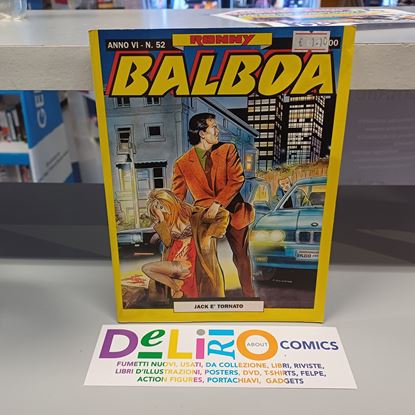 ANNO VI - N. 52
RONNY
BALBOA
JACK E' TORNATO
DELIRIO
ABOUT
COMICS
FUMETTI NUOVI, USATI, DA COLLEZIONE, LIBRI, RIVISTE,
LIBRI D'ILLUSTRAZIONI, POSTERS, DVD, T-SHIRTS, FELPE,
ACTION FIGURES, PORTACHIAVI, GADGETS